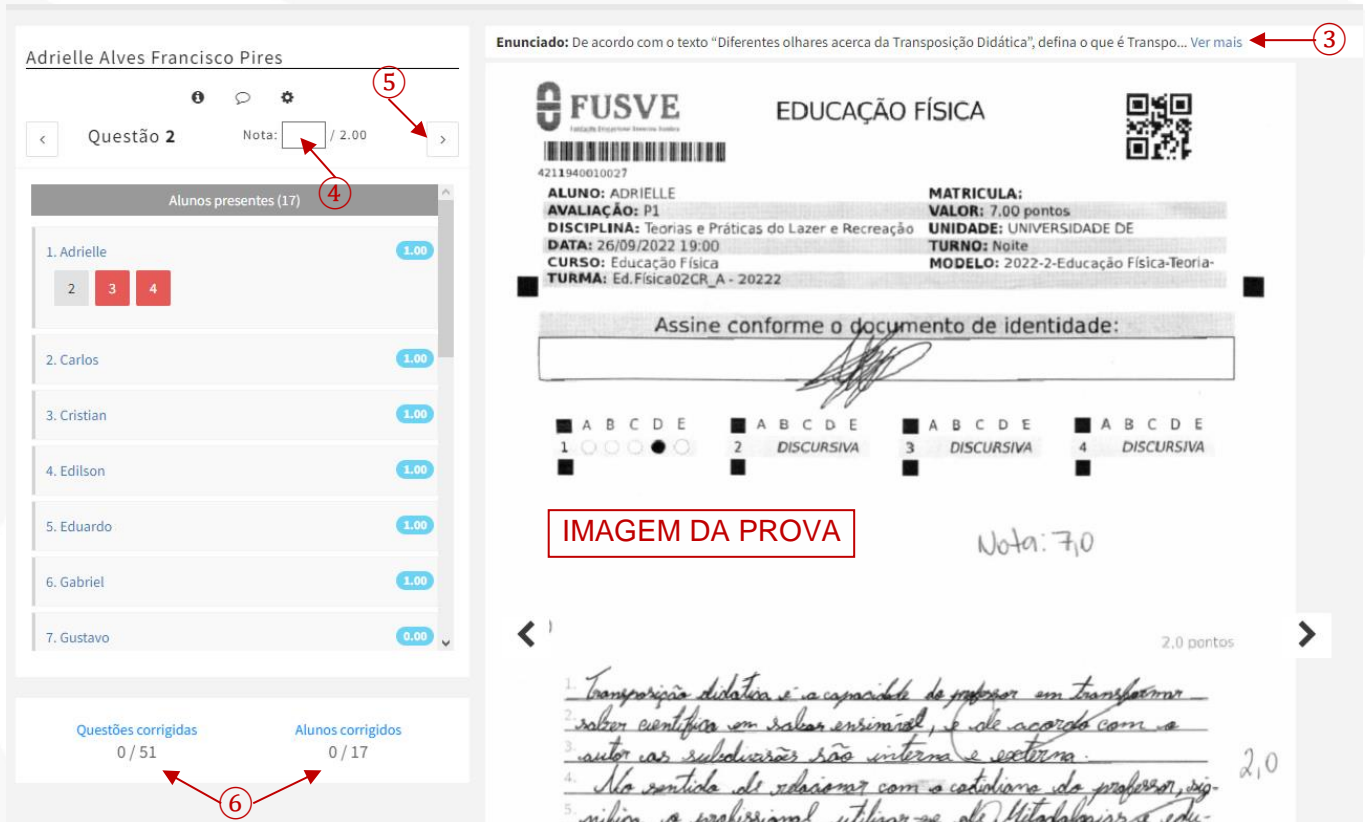 Adrielle Alves Francisco Pires
Questão 2
Nota: / 2.00
Alunos presentes (17)
1. Adrielle 1.00
2 3 4
2. Carlos 1.00
3. Cristian 1.00
4. Edilson 1.00
5. Eduardo 1.00
6. Gabriel 1.00
7. Gustavo 0.00
Questões corrigidas
0 / 51
Alunos corrigidos
0 / 17
5
4
6
Enunciado: De acordo com o texto “Diferentes olhares acerca da Transposição Didática”, defina o que é Transpo... Ver mais
3
FUSVE
EDUCAÇÃO FÍSICA
4211940010027
ALUNO: ADRIELLE
MATRICULA:
AVALIAÇÃO: P1
VALOR: 7.00 pontos
DISCIPLINA: Teorias e Práticas do Lazer e Recreação
UNIDADE: UNIVERSIDADE DE
DATA: 26/09/2022 19:00
TURNO: Noite
CURSO: Educação Física
MODELO: 2022-2-Educação Física-Teoria-
TURMA: Ed.Física02CR_A - 20222
Assine conforme o documento de identidade:
A B C D E A B C D E A B C D E A B C D E
1 2 DISCURSIVA 3 DISCURSIVA 4 DISCURSIVA
IMAGEM DA PROVA
Nota: 7,0
2,0 pontos
1. Transposição didática é a capacidade do professor em transformar
2. saber científico em saber ensinável, e de acordo com o
3. autor as subdivisões são interna e externa.
2,0
4. No sentido de relacionar com o cotidiano do professor, sig-
5. nifica o profissional utilizar-se de